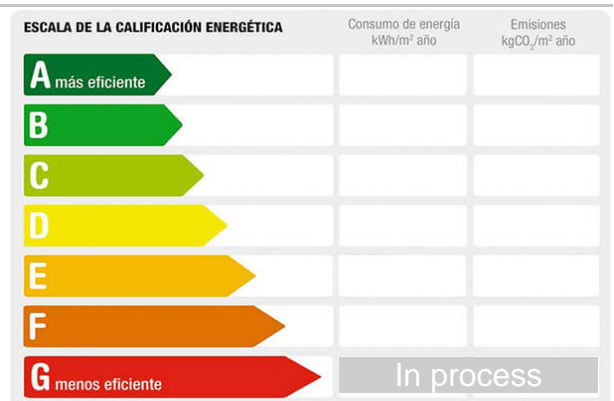 ESCALA DE LA CALIFICACIÓN ENERGÉTICA
Consumo de energía
kWh/m² año
Emisiones
kgCO₂/m² año
A más eficiente
B
C
D
E
F
G menos eficiente
In process